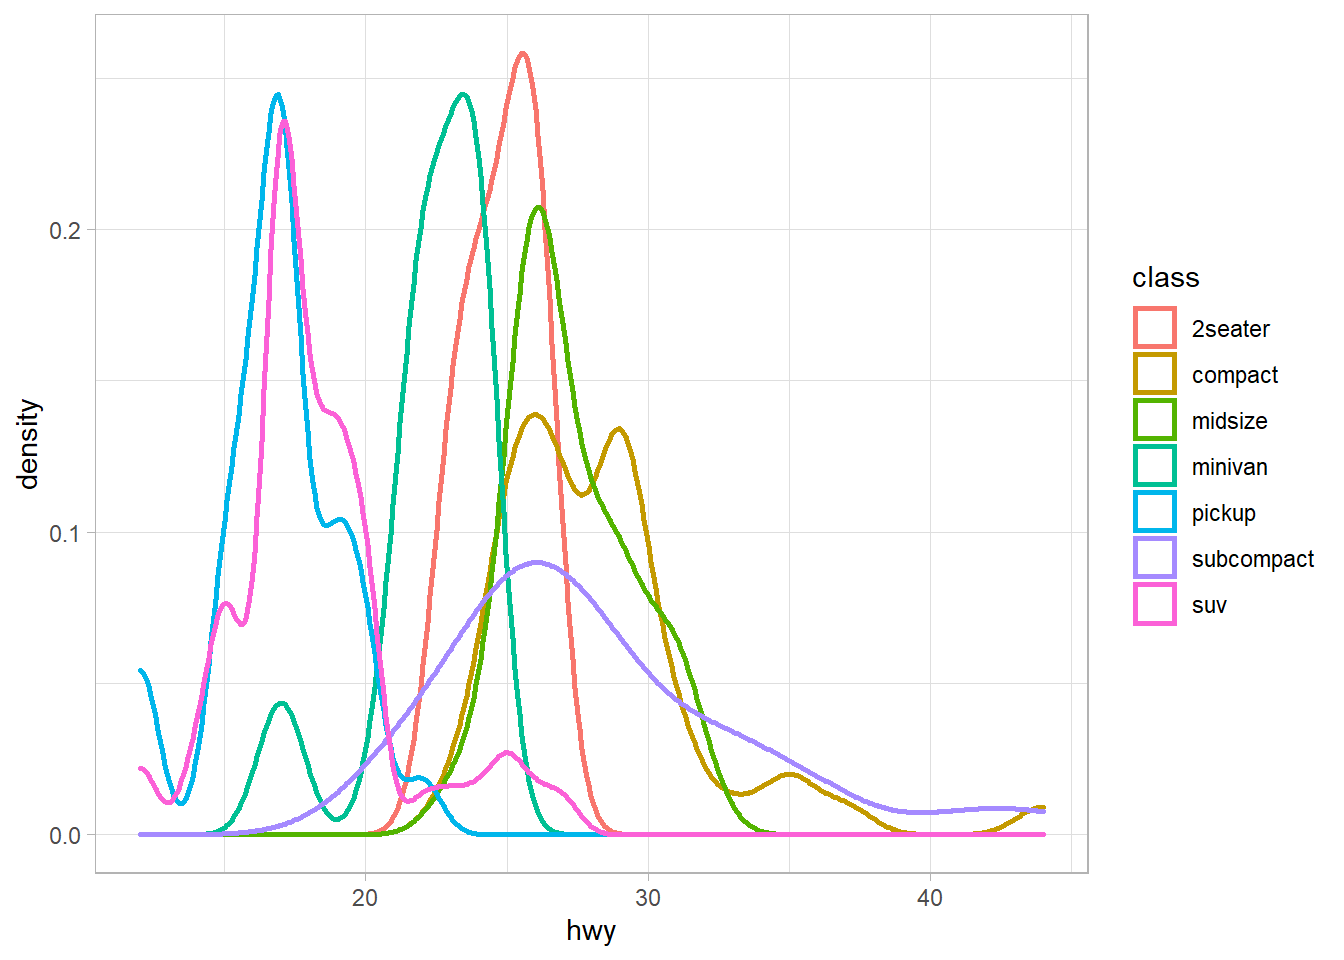 0.2
0.1
0.0
density
20
30
40
hwy
class
2seater
compact
midsize
minivan
pickup
subcompact
suv